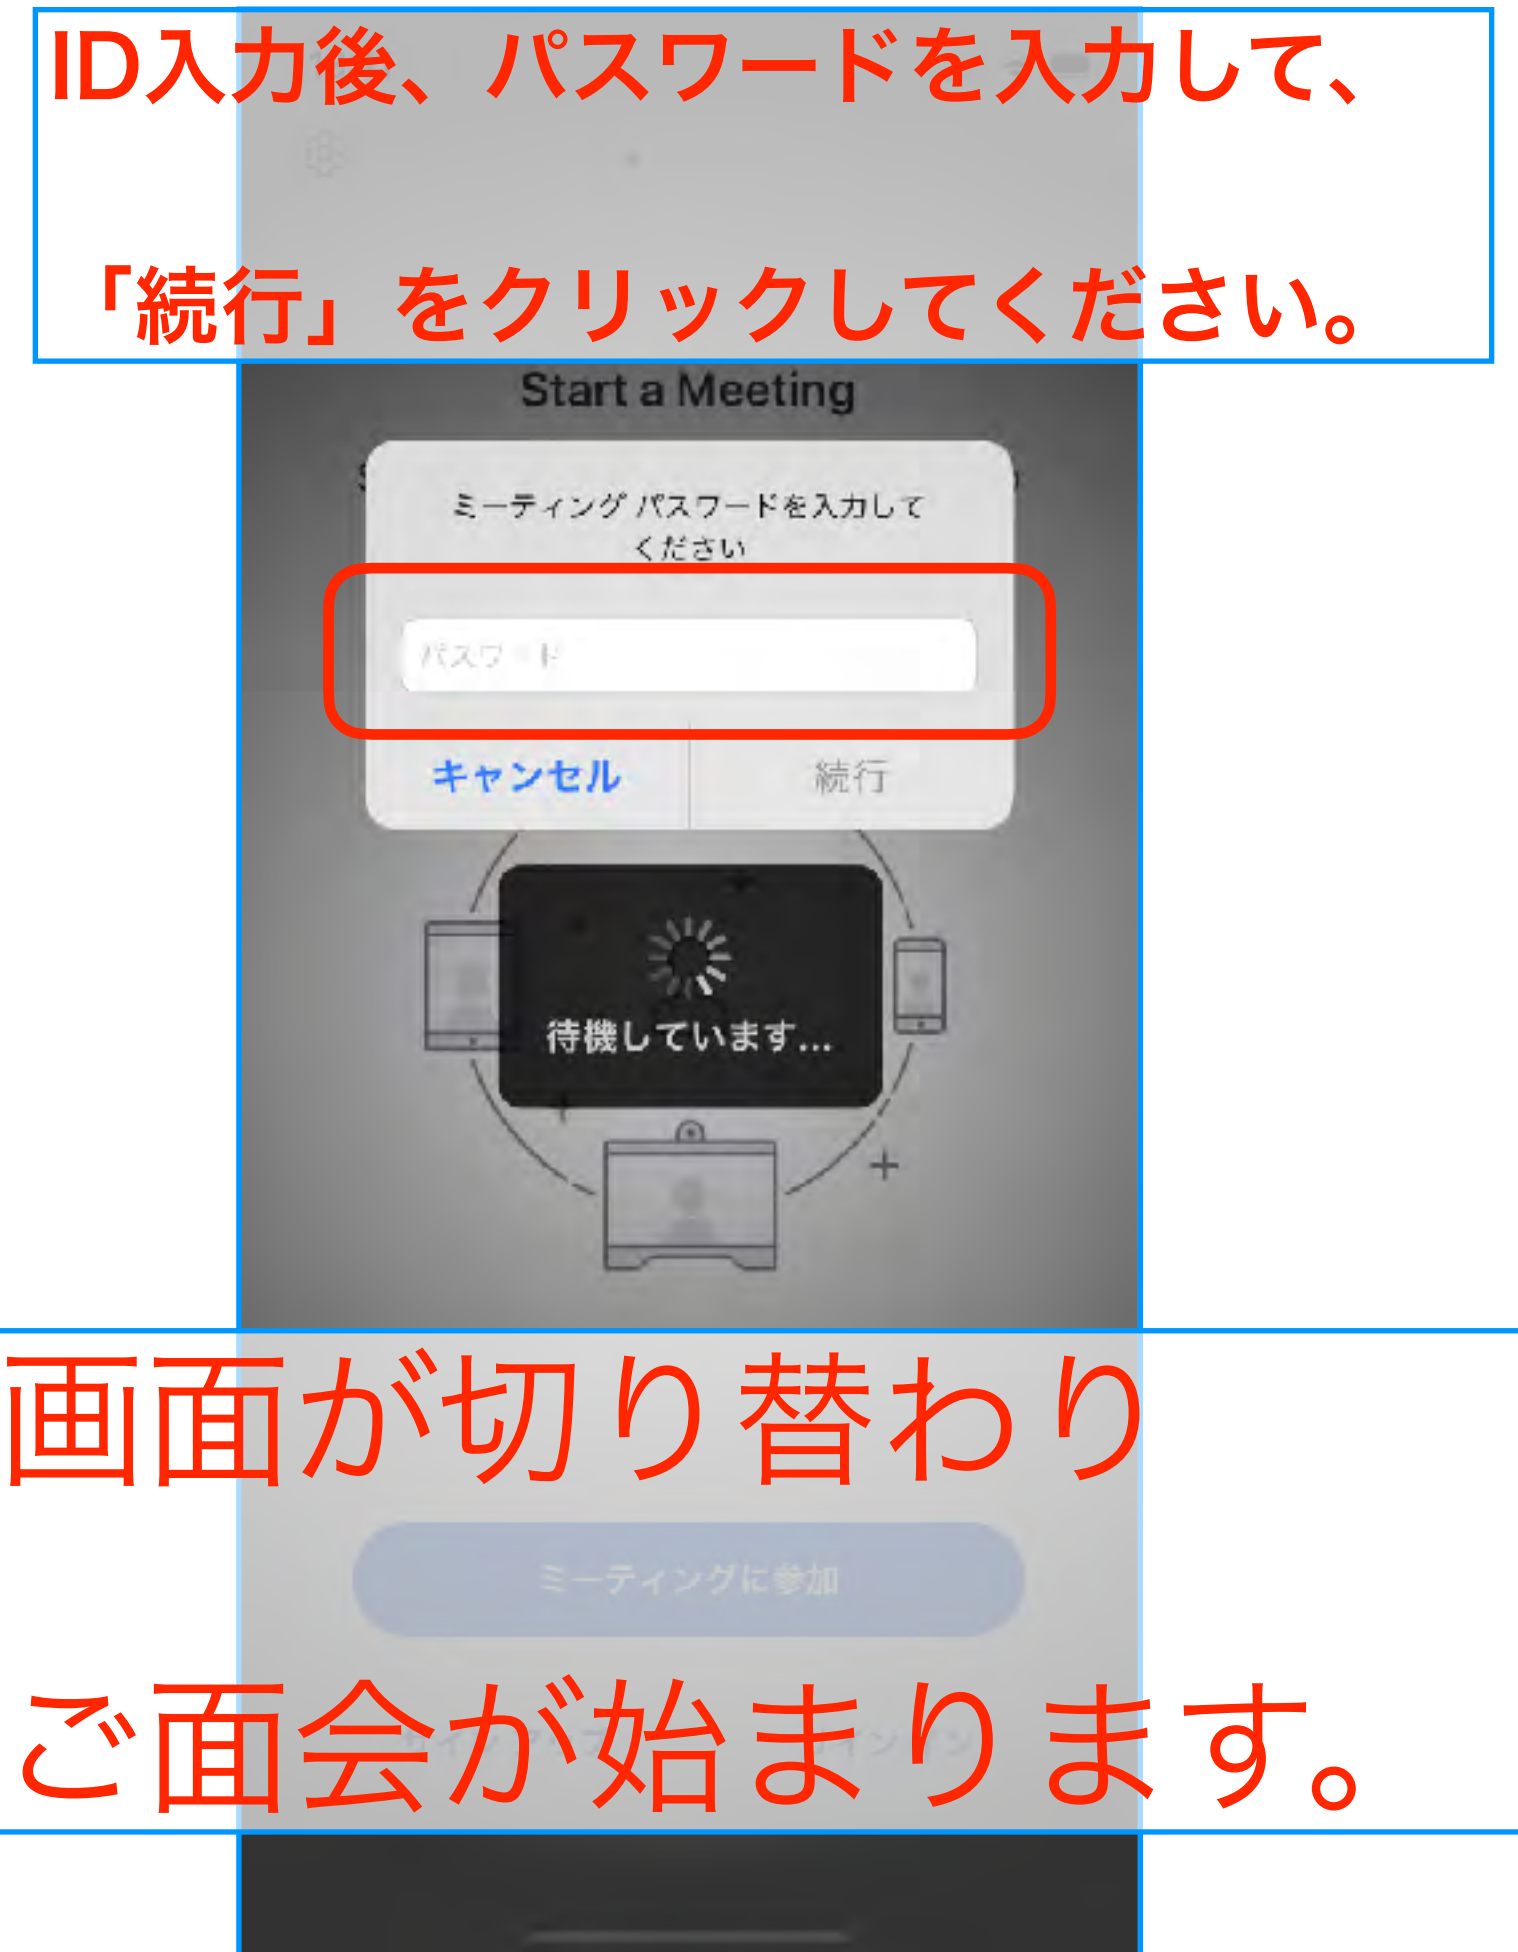 ID入力後、パスワードを入力して、
「続行」をクリックしてください。
Start a Meeting
ミーティング パスワードを入力して
ください
パスワード
キャンセル 続行
待機しています...
画面が切り替わり
ミーティングに参加
ご面会が始まります。